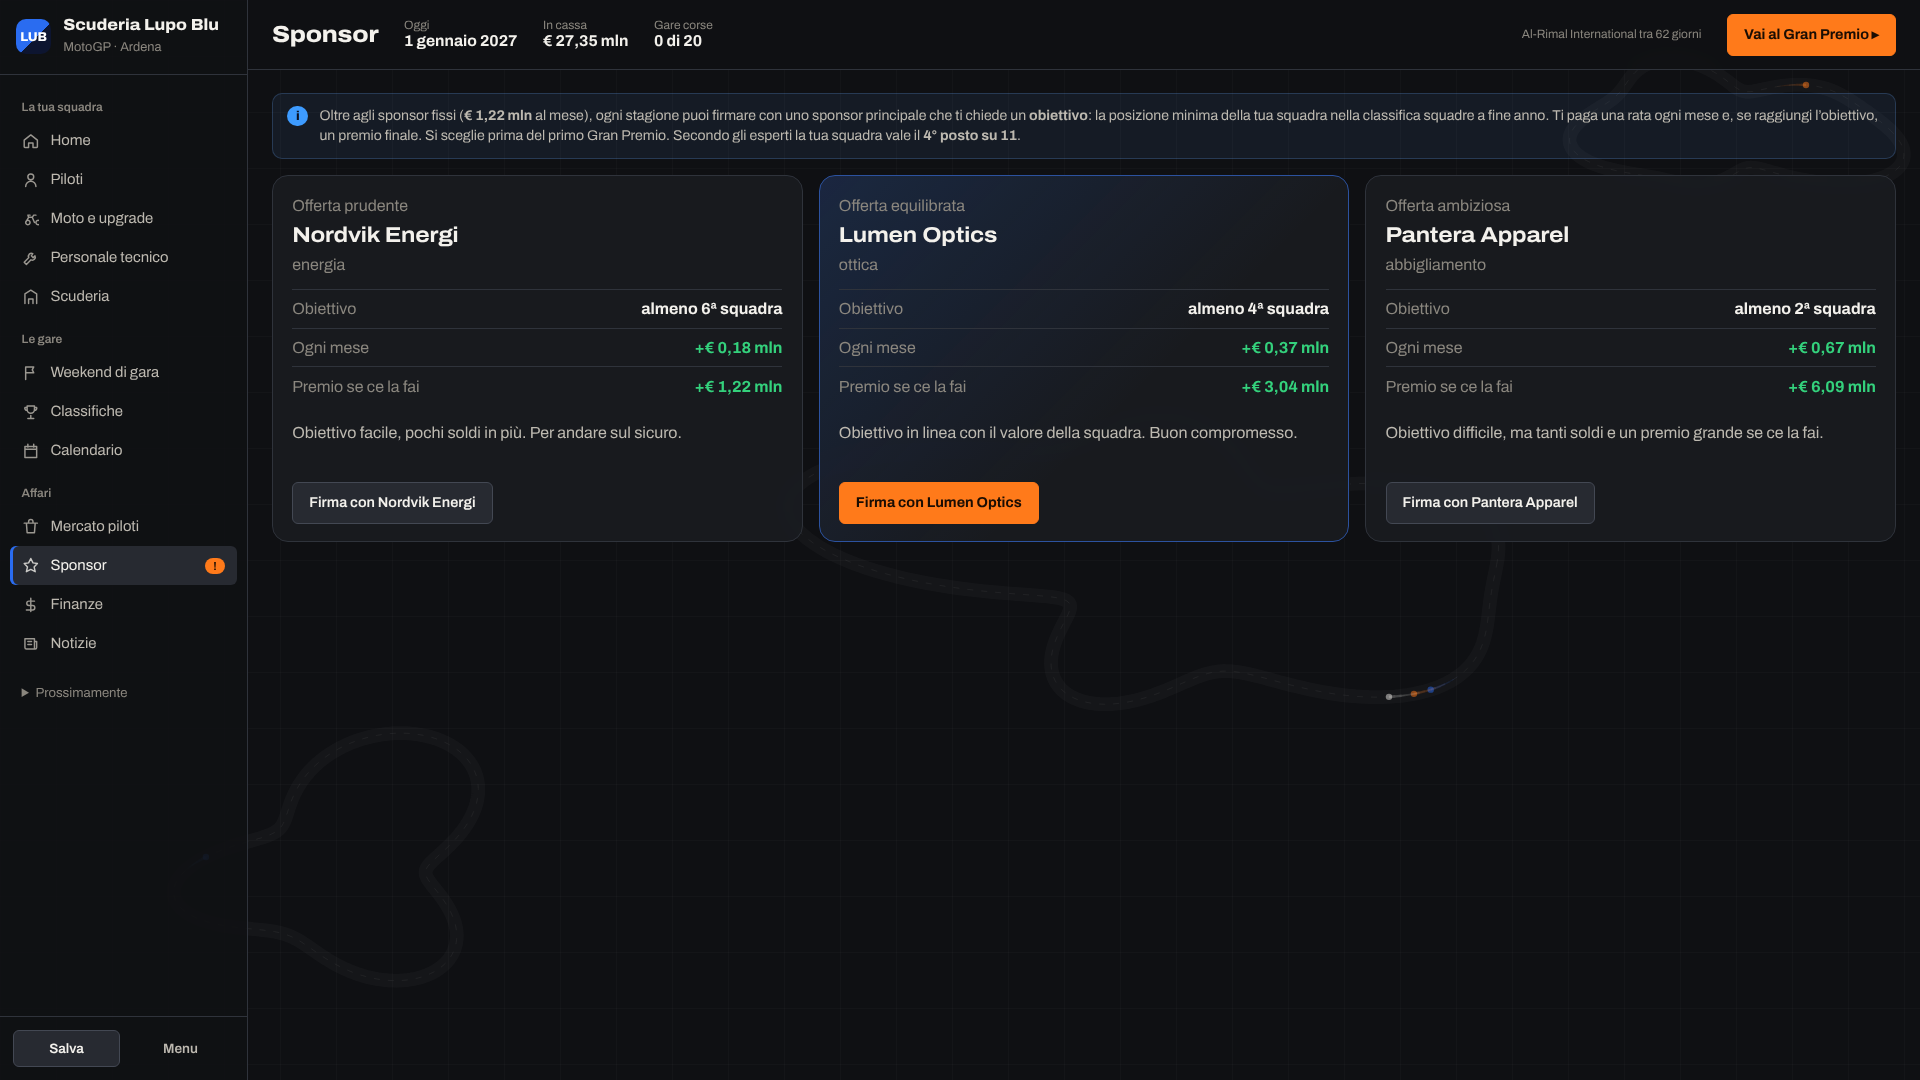 LUB
Scuderia Lupo Blu
MotoGP · Ardena
La tua squadra
Home
Piloti
Moto e upgrade
Personale tecnico
Scuderia
Le gare
Weekend di gara
Classifiche
Calendario
Affari
Mercato piloti
Sponsor
!
Finanze
Notizie
Prossimamente
Salva
Menu
Sponsor
Oggi
1 gennaio 2027
In cassa
€ 27,35 mln
Gare corse
0 di 20
Al-Rimal International tra 62 giorni
Vai al Gran Premio ▸
i
Oltre agli sponsor fissi (€ 1,22 mln al mese), ogni stagione puoi firmare con uno sponsor principale che ti chiede un obiettivo: la posizione minima della tua squadra nella classifica squadre a fine anno. Ti paga una rata ogni mese e, se raggiungi l'obiettivo,
un premio finale. Si sceglie prima del primo Gran Premio. Secondo gli esperti la tua squadra vale il 4° posto su 11.
Offerta prudente
Nordvik Energi
energia
Obiettivo almeno 6ª squadra
Ogni mese +€ 0,18 mln
Premio se ce la fai +€ 1,22 mln
Obiettivo facile, pochi soldi in più. Per andare sul sicuro.
Firma con Nordvik Energi
Offerta equilibrata
Lumen Optics
ottica
Obiettivo almeno 4ª squadra
Ogni mese +€ 0,37 mln
Premio se ce la fai +€ 3,04 mln
Obiettivo in linea con il valore della squadra. Buon compromesso.
Firma con Lumen Optics
Offerta ambiziosa
Pantera Apparel
abbigliamento
Obiettivo almeno 2ª squadra
Ogni mese +€ 0,67 mln
Premio se ce la fai +€ 6,09 mln
Obiettivo difficile, ma tanti soldi e un premio grande se ce la fai.
Firma con Pantera Apparel